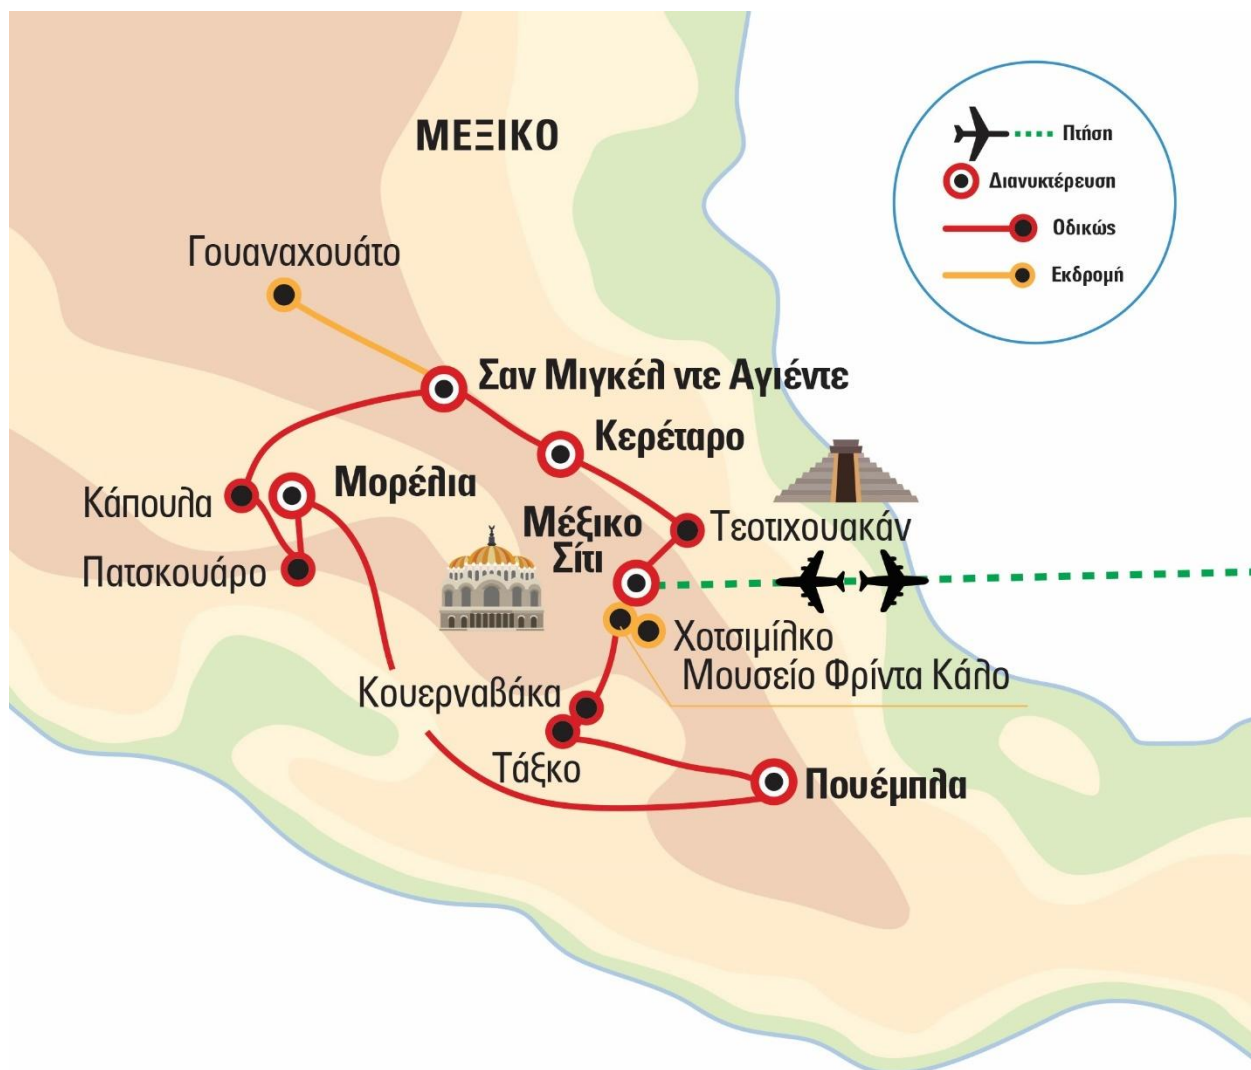 ΜΕΞΙΚΟ
Πτήση
Διανυκτέρευση
Οδικώς
Εκδρομή
Γουαναχουάτο
Σαν Μιγκέλ ντε Αγιέντε
Κερέταρο
Μορέλια
Κάπουλα
Μέξικο
Σίτι
Τεοτιχουακάν
Πατσκουάρο
Χοτσιμίλκο
Μουσείο Φρίντα Κάλο
Κουερναβάκα
Τάξκο
Πουέμπλα